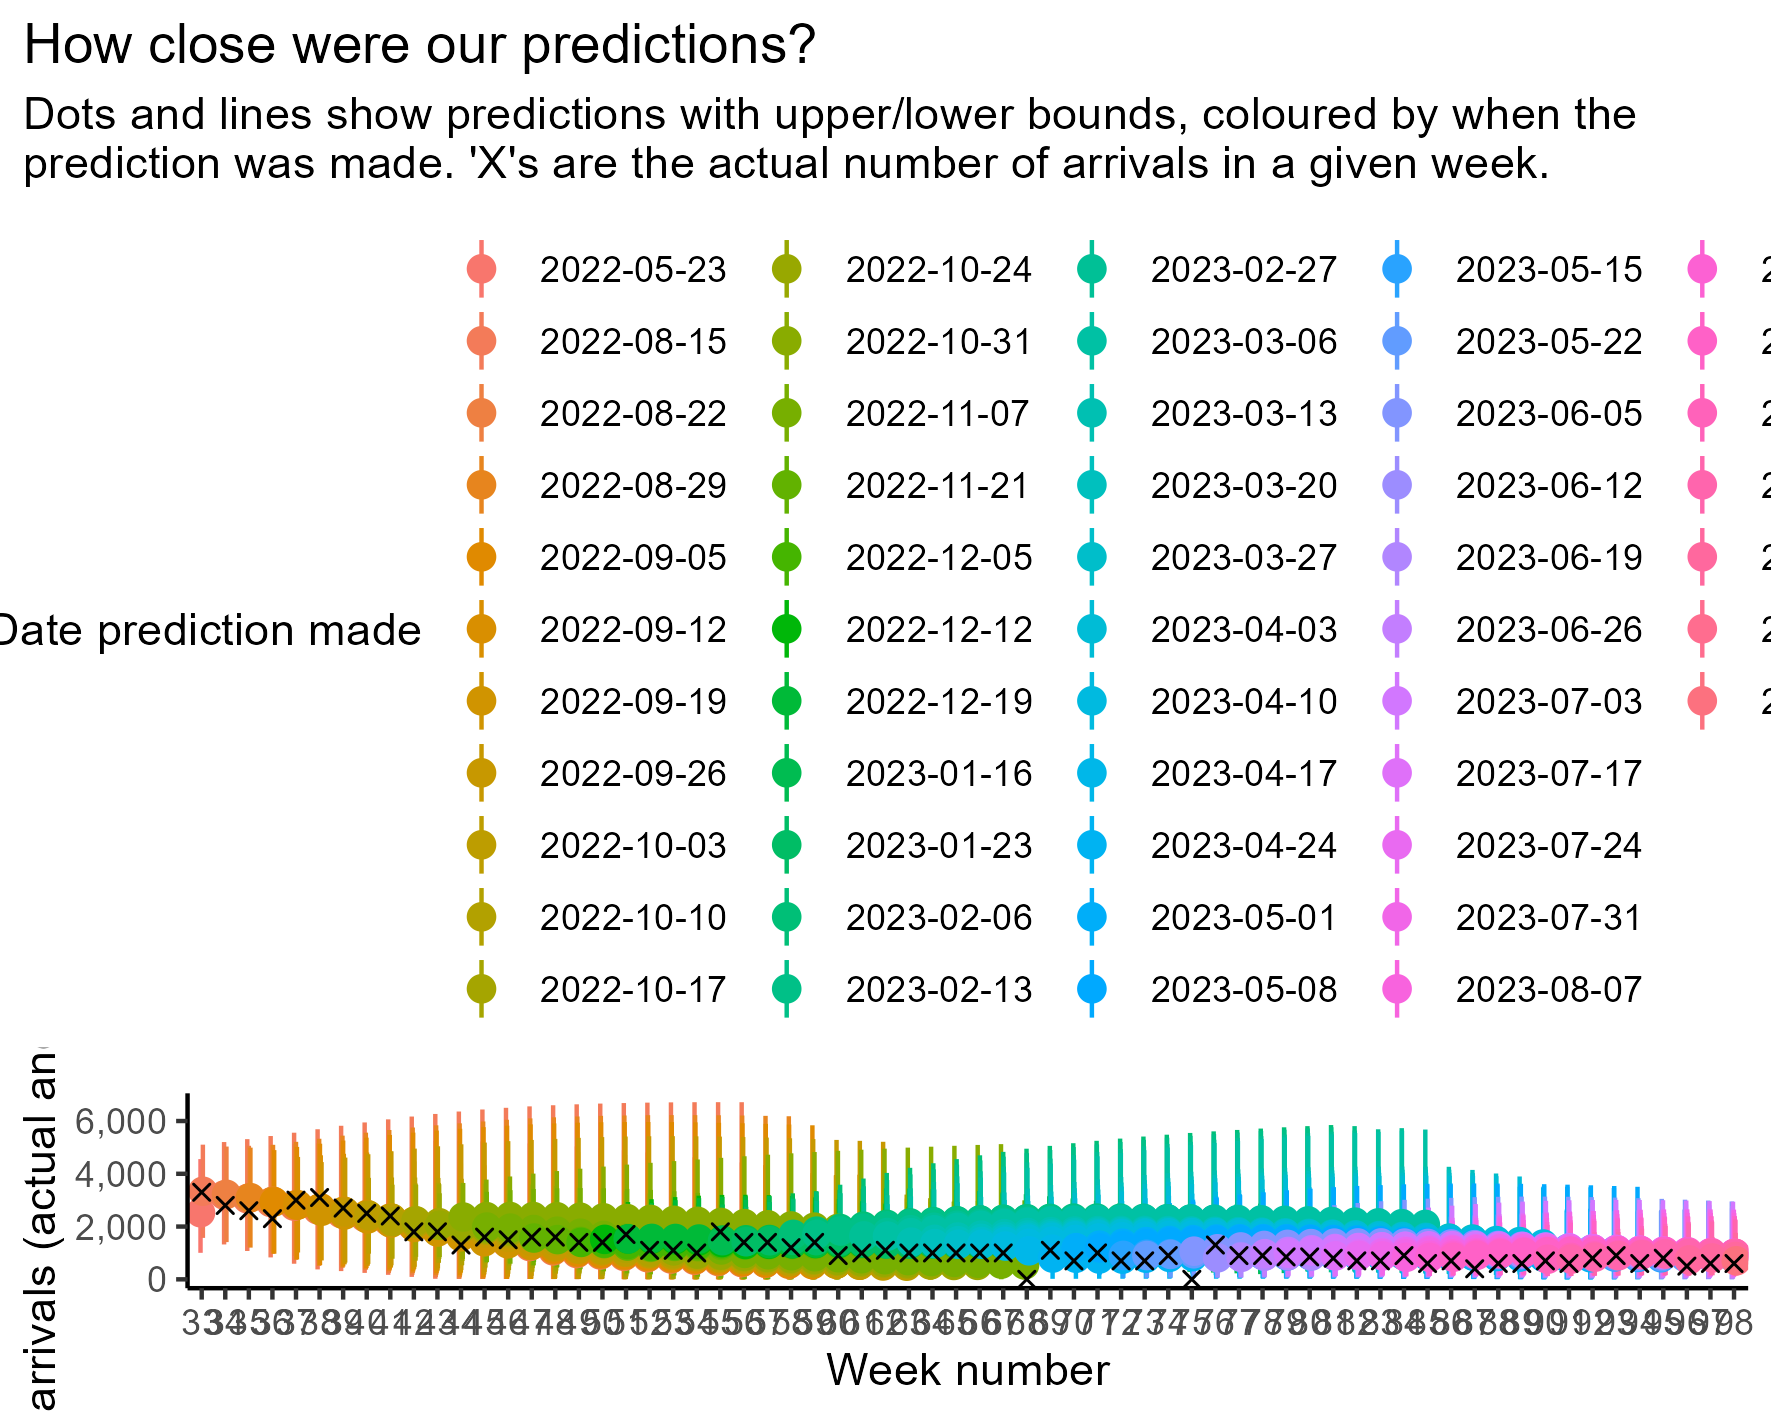 How close were our predictions?
Dots and lines show predictions with upper/lower bounds, coloured by when the
prediction was made. 'X's are the actual number of arrivals in a given week.
2022-05-23 2022-10-24 2023-02-27 2023-05-15 2
2022-08-15 2022-10-31 2023-03-06 2023-05-22 2
2022-08-22 2022-11-07 2023-03-13 2023-06-05 2
2022-08-29 2022-11-21 2023-03-20 2023-06-12 2
2022-09-05 2022-12-05 2023-03-27 2023-06-19 2
Date prediction made 2022-09-12 2022-12-12 2023-04-03 2023-06-26 2
2022-09-19 2022-12-19 2023-04-10 2023-07-03 2
2022-09-26 2023-01-16 2023-04-17 2023-07-17
2022-10-03 2023-01-23 2023-04-24 2023-07-24
2022-10-10 2023-02-06 2023-05-01 2023-07-31
2022-10-17 2023-02-13 2023-05-08 2023-08-07
arrivals (actual an
6,000
4,000
2,000
0
Week number